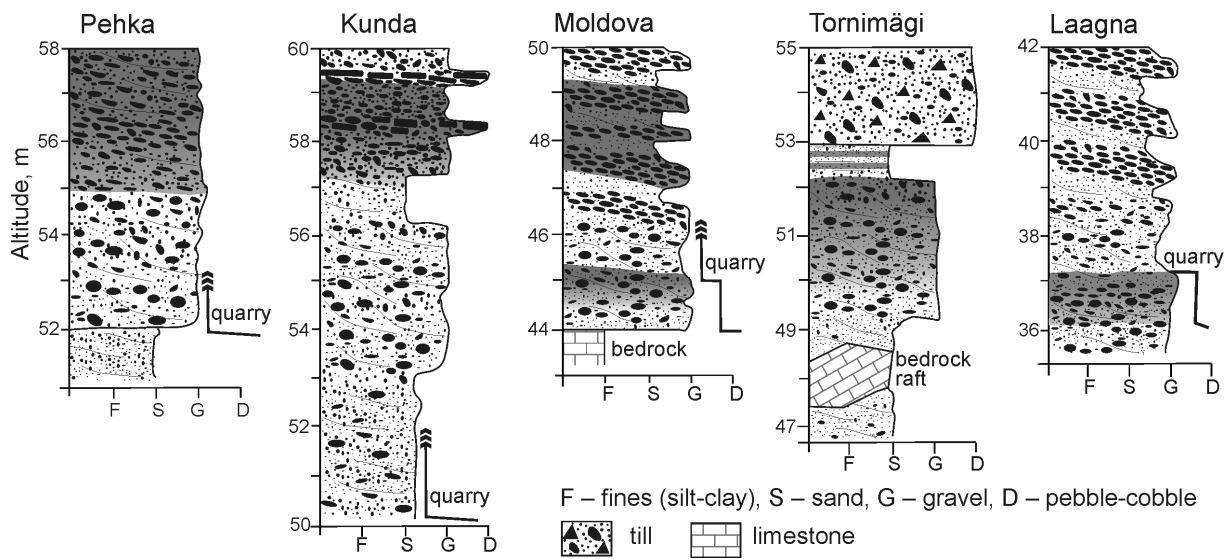 Pehka
Kunda
Moldova
Tornimägi
Laagna
Altitude, m
58
56
54
52
quarry
F S G D
60
58
56
54
52
50
quarry
F S G D
50
48
46
44
quarry
bedrock
F S G D
55
53
51
49
47
bedrock
raft
F S G D
42
40
38
36
quarry
F S G D
F – fines (silt-clay), S – sand, G – gravel, D – pebble-cobble
till
limestone